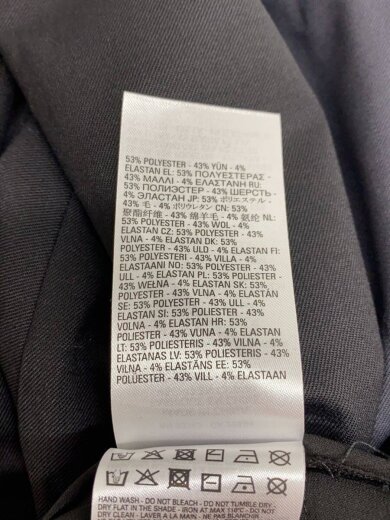 53% POLYESTER - 43% YÜN - 4%
ELASTAN EL: 53% ΠΟΛΥΕΣΤΕΡΑΣ -
43% ΜΑΛΛΙ - 4% ΕΛΑΣΤΑΝΗ RU:
53% ПОЛИЭСТЕР - 43% ШЕРСТЬ
- 4% ЭЛАСТАН JP: 53% ポリエステル -
43% 毛 - 4% ポリウレタン CN: 53%
聚酯纤维 - 43% 绵羊毛 - 4% 氨纶 NL:
53% POLYESTER - 43% WOL - 4%
ELASTAN CZ: 53% POLYESTER - 43%
VLNA - 4% ELASTAN DK: 53%
POLYESTER - 43% ULD - 4% ELASTAN FI:
53% POLYESTERI - 43% VILLA - 4%
ELASTAANI NO: 53% POLYESTER - 43%
ULL - 4% ELASTAN PL: 53% POLIESTER
- 43% WEŁNA - 4% ELASTAN SK: 53%
POLYESTER - 43% VLNA - 4% ELASTAN
SE: 53% POLYESTER - 43% ULL - 4%
ELASTAN SI: 53% POLIESTER - 43%
VOLNA - 4% ELASTAN HR: 53%
POLIESTER - 43% VUNA - 4% ELASTAN
LT: 53% POLIESTERIS - 43% VILNA - 4%
ELASTANAS LV: 53% POLIESTERIS - 43%
VILNA - 4% ELASTĀNS EE: 53%
POLÜESTER - 43% VILL - 4% ELASTAAN
HAND WASH - DO NOT BLEACH - DO NOT TUMBLE DRY -
DRY FLAT IN THE SHADE - IRON AT MAX 110°C - DO NOT
DRY CLEAN - LAVER A LA MAIN - NE PAS